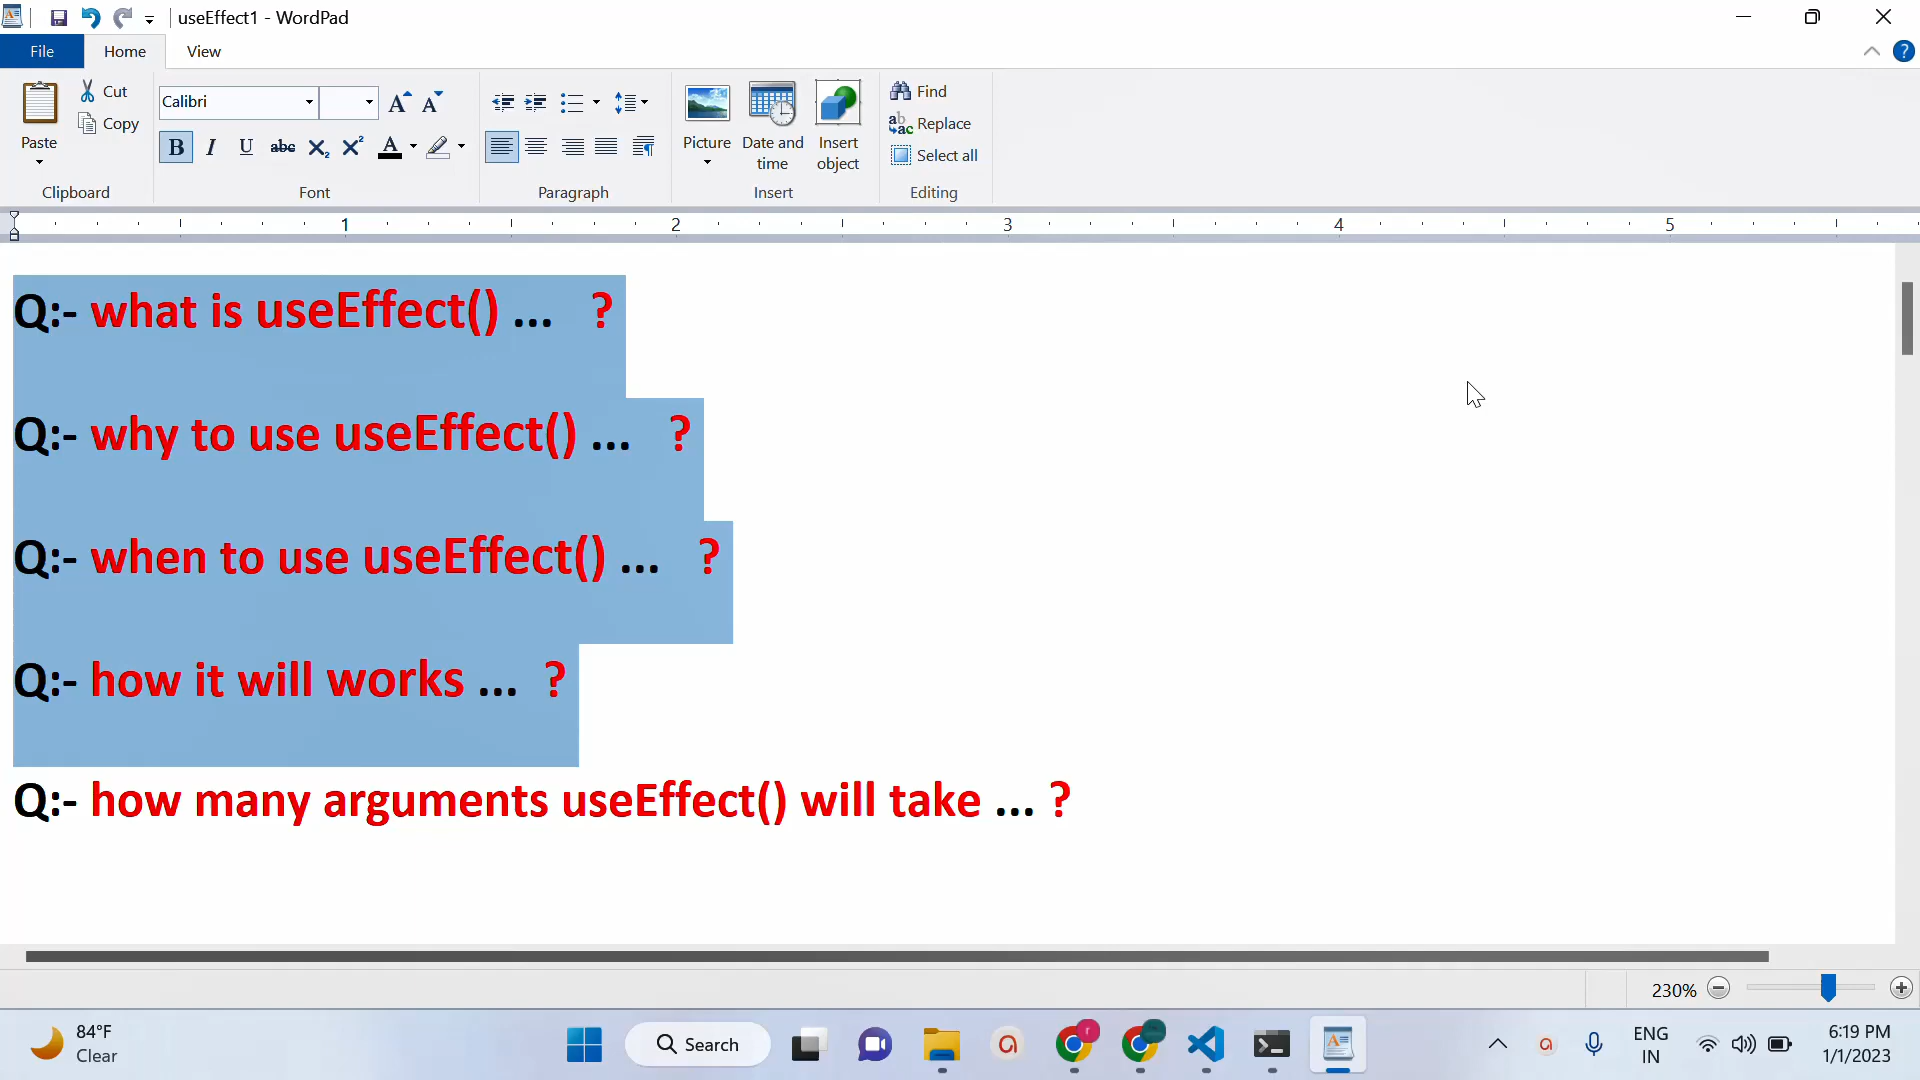 useEffect1 - WordPad
File Home View
Paste
Cut
Copy
Clipboard
Calibri
B I U abc X2 X2 A
Font
Paragraph
Picture
Date and time
Insert object
Insert
Find
Replace
Select all
Editing
1 2 3 4 5
Q:- what is useEffect() ... ?
Q:- why to use useEffect() ... ?
Q:- when to use useEffect() ... ?
Q:- how it will works ... ?
Q:- how many arguments useEffect() will take ... ?
230%
84°F
Clear
Search
ENG
IN
6:19 PM
1/1/2023